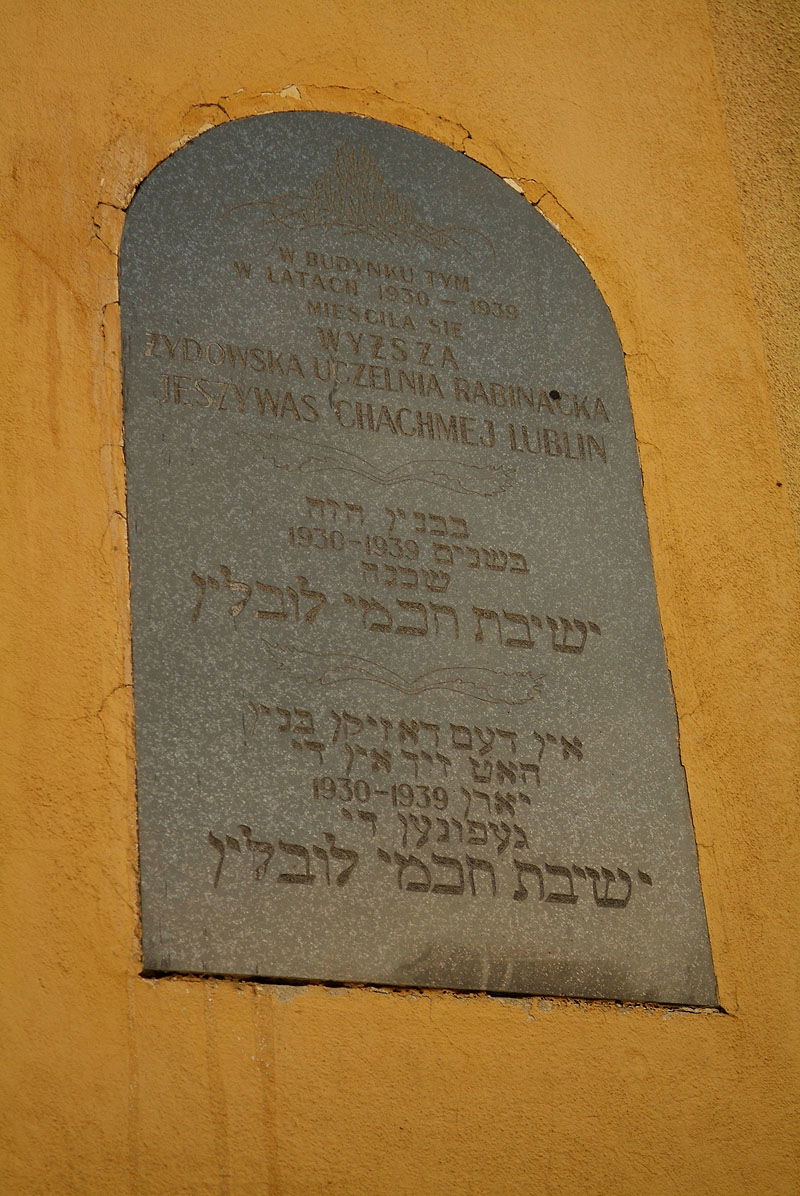 W BUDYNKU TYM
W LATACH 1930 – 1939
MIEŚCIŁA SIĘ
WYŻSZA
ŻYDOWSKA UCZELNIA RABINACKA
JESZYWAS CHACHMEJ LUBLIN
בבנין הזה
בשנים 1930-1939
שכנה
ישיבת חכמי לובלין
אין דעם דאזיקן בנין
האט זיך אין די
יארן 1930-1939
געפונען די
ישיבת חכמי לובלין